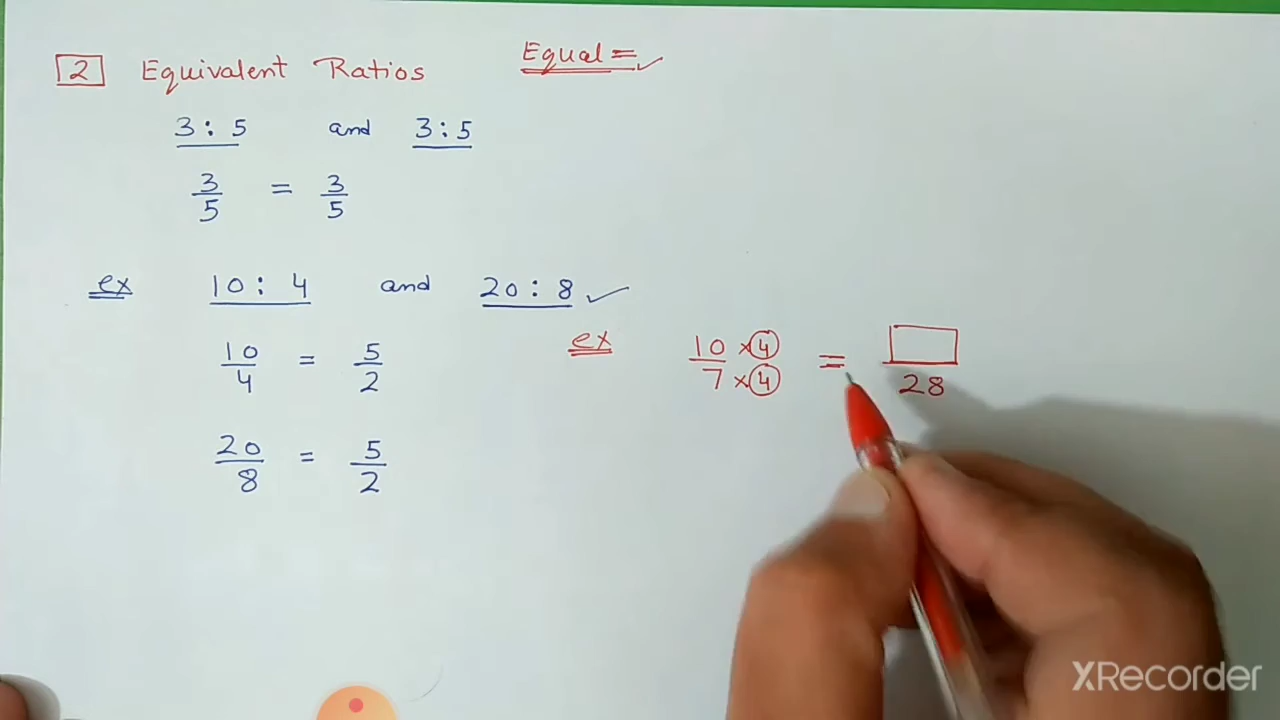 2 Equivalent Ratios Equal =
3 : 5 and 3 : 5
3/5 = 3/5
ex 10 : 4 and 20 : 8
10/4 = 5/2
20/8 = 5/2
ex 10×4/7×4 = □/28
XRecorder